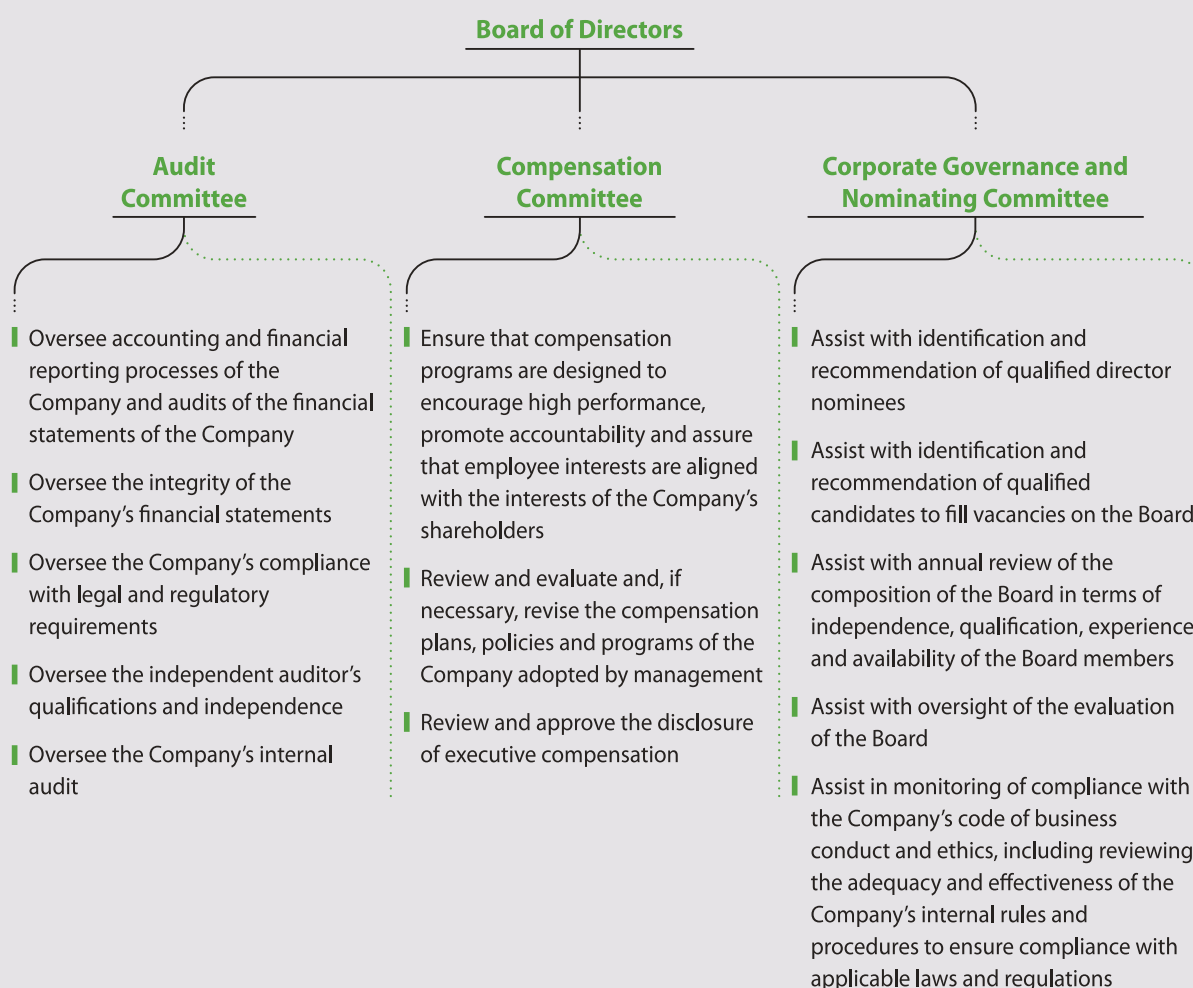 Board of Directors
Audit
Committee
Oversee accounting and financial
reporting processes of the
Company and audits of the financial
statements of the Company
Oversee the integrity of the
Company’s financial statements
Oversee the Company’s compliance
with legal and regulatory
requirements
Oversee the independent auditor’s
qualifications and independence
Oversee the Company’s internal
audit
Compensation
Committee
Ensure that compensation
programs are designed to
encourage high performance,
promote accountability and assure
that employee interests are aligned
with the interests of the Company’s
shareholders
Review and evaluate and, if
necessary, revise the compensation
plans, policies and programs of the
Company adopted by management
Review and approve the disclosure
of executive compensation
Corporate Governance and
Nominating Committee
Assist with identification and
recommendation of qualified director
nominees
Assist with identification and
recommendation of qualified
candidates to fill vacancies on the Board
Assist with annual review of the
composition of the Board in terms of
independence, qualification, experience
and availability of the Board members
Assist with oversight of the evaluation
of the Board
Assist in monitoring of compliance with
the Company’s code of business
conduct and ethics, including reviewing
the adequacy and effectiveness of the
Company’s internal rules and
procedures to ensure compliance with
applicable laws and regulations